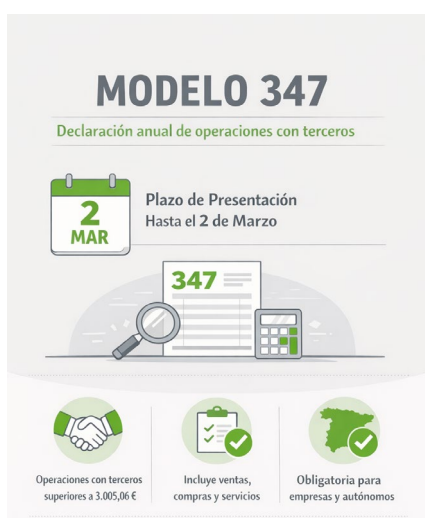 MODELO 347
Declaración anual de operaciones con terceros
2
MAR
Plazo de Presentación
Hasta el 2 de Marzo
347
Operaciones con terceros
superiores a 3.005,06 €
Incluye ventas,
compras y servicios
Obligatoria para
empresas y autónomos